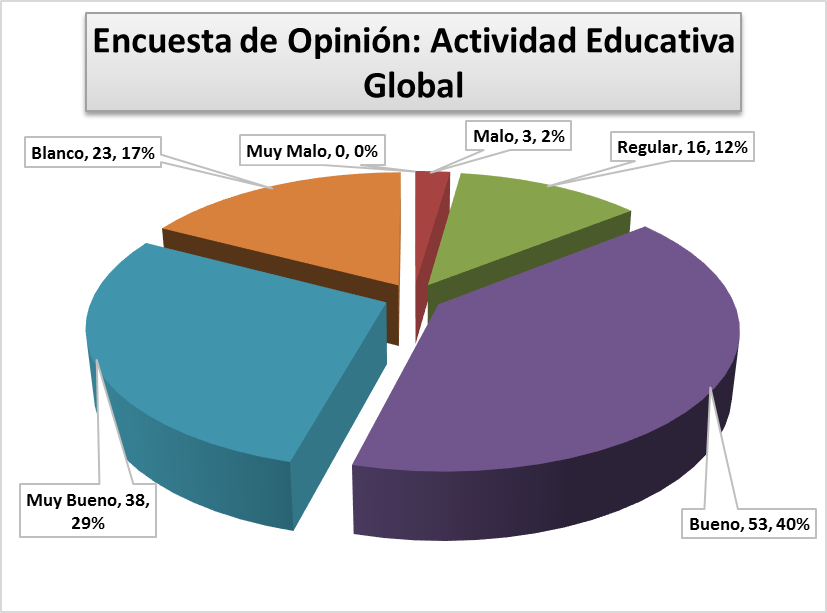 Encuesta de Opinión: Actividad Educativa
Global
Malo, 3, 2%
Regular, 16, 12%
Muy Malo, 0, 0%
Blanco, 23, 17%
Muy Bueno, 38,
29%
Bueno, 53, 40%